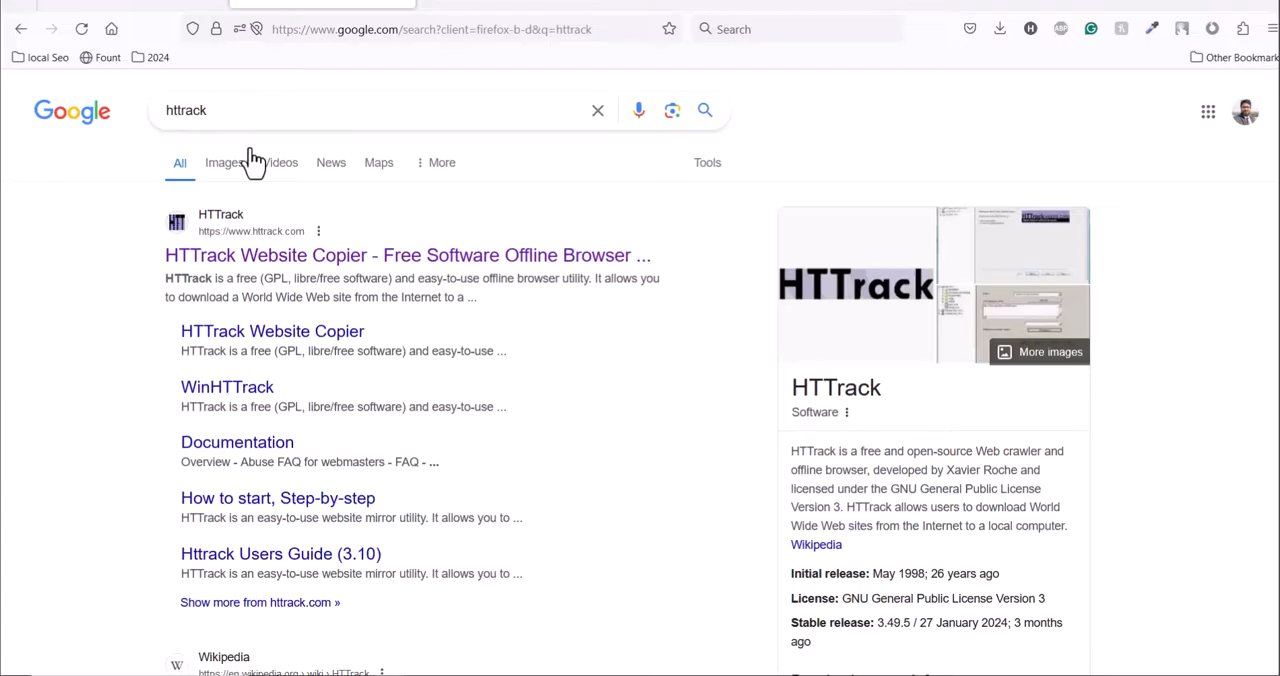 https://www.google.com/search?client=firefox-b-d&q=httrack
Search
local Seo
Fount
2024
Other Bookmark
Google
httrack
All
Images
Videos
News
Maps
More
Tools
HTTrack
https://www.httrack.com
HTTrack Website Copier - Free Software Offline Browser ...
HTTrack is a free (GPL, libre/free software) and easy-to-use offline browser utility. It allows you
to download a World Wide Web site from the Internet to a ...
HTTrack Website Copier
HTTrack is a free (GPL, libre/free software) and easy-to-use ...
WinHTTrack
HTTrack is a free (GPL, libre/free software) and easy-to-use ...
Documentation
Overview - Abuse FAQ for webmasters - FAQ - ...
How to start, Step-by-step
HTTrack is an easy-to-use website mirror utility. It allows you to ...
Httrack Users Guide (3.10)
HTTrack is an easy-to-use website mirror utility. It allows you to ...
Show more from httrack.com »
Wikipedia
https://en.wikipedia.org › wiki › HTTrack
HTTrack
More images
HTTrack
Software
HTTrack is a free and open-source Web crawler and
offline browser, developed by Xavier Roche and
licensed under the GNU General Public License
Version 3. HTTrack allows users to download World
Wide Web sites from the Internet to a local computer.
Wikipedia
Initial release: May 1998; 26 years ago
License: GNU General Public License Version 3
Stable release: 3.49.5 / 27 January 2024; 3 months
ago